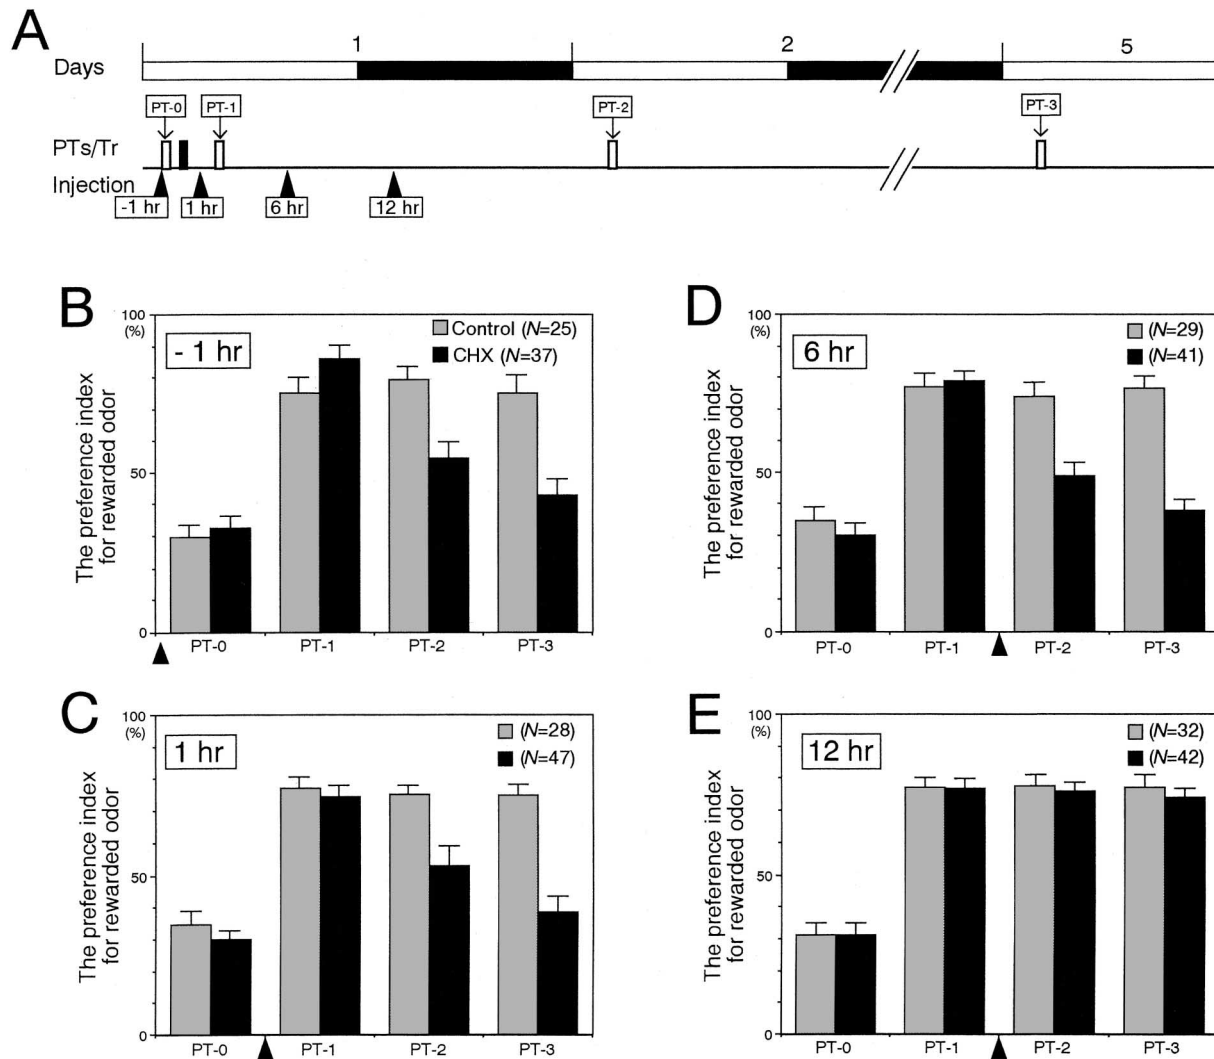 A
Days
1
2
5
PT-0
PT-1
PT-2
PT-3
PTs/Tr
Injection
-1 hr
1 hr
6 hr
12 hr
B
100
(%)
- 1 hr
Control (N=25)
CHX (N=37)
The preference index
for rewarded odor
50
0
PT-0
PT-1
PT-2
PT-3
D
100
(%)
6 hr
(N=29)
(N=41)
The preference index
for rewarded odor
50
0
PT-0
PT-1
PT-2
PT-3
C
100
(%)
1 hr
(N=28)
(N=47)
The preference index
for rewarded odor
50
0
PT-0
PT-1
PT-2
PT-3
E
100
(%)
12 hr
(N=32)
(N=42)
The preference index
for rewarded odor
50
0
PT-0
PT-1
PT-2
PT-3